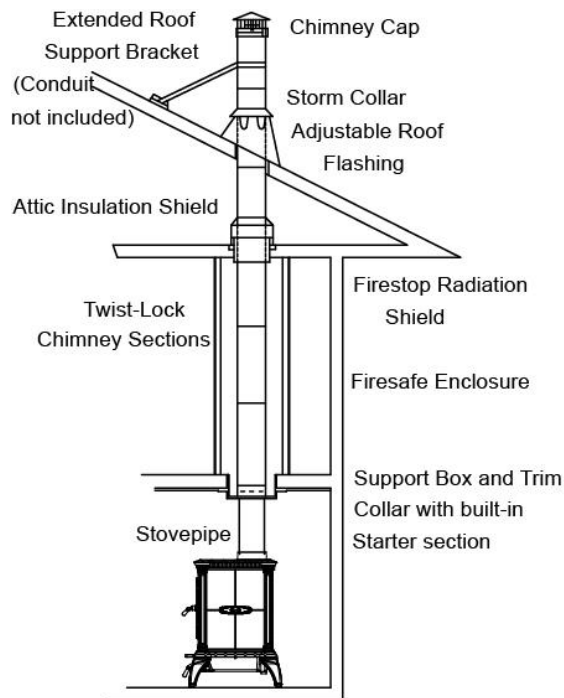 Extended Roof
Support Bracket
(Conduit
not included)
Chimney Cap
Storm Collar
Adjustable Roof
Flashing
Attic Insulation Shield
Twist-Lock
Chimney Sections
Firestop Radiation
Shield
Firesafe Enclosure
Support Box and Trim
Collar with built-in
Starter section
Stovepipe